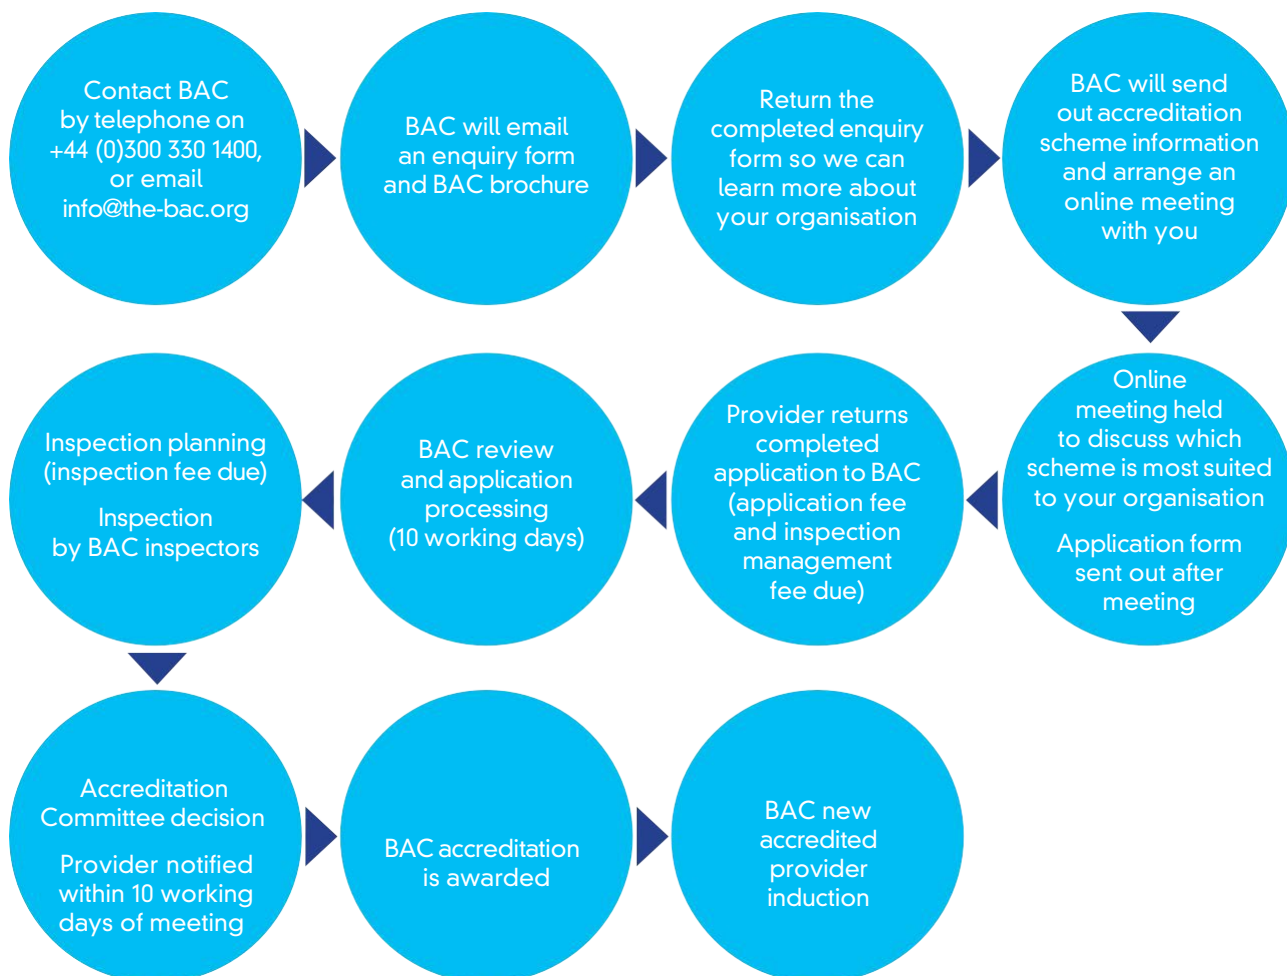 Contact BAC
by telephone on
+44 (0)300 330 1400,
or email
info@the-bac.org
BAC will email
an enquiry form
and BAC brochure
Return the
completed enquiry
form so we can
learn more about
your organisation
BAC will send
out accreditation
scheme information
and arrange an
online meeting
with you
Online
meeting held
to discuss which
scheme is most suited
to your organisation
Application form
sent out after
meeting
Provider returns
completed
application to BAC
(application fee
and inspection
management
fee due)
BAC review
and application
processing
(10 working days)
Inspection planning
(inspection fee due)
Inspection
by BAC inspectors
Accreditation
Committee decision
Provider notified
within 10 working
days of meeting
BAC accreditation
is awarded
BAC new
accredited
provider
induction